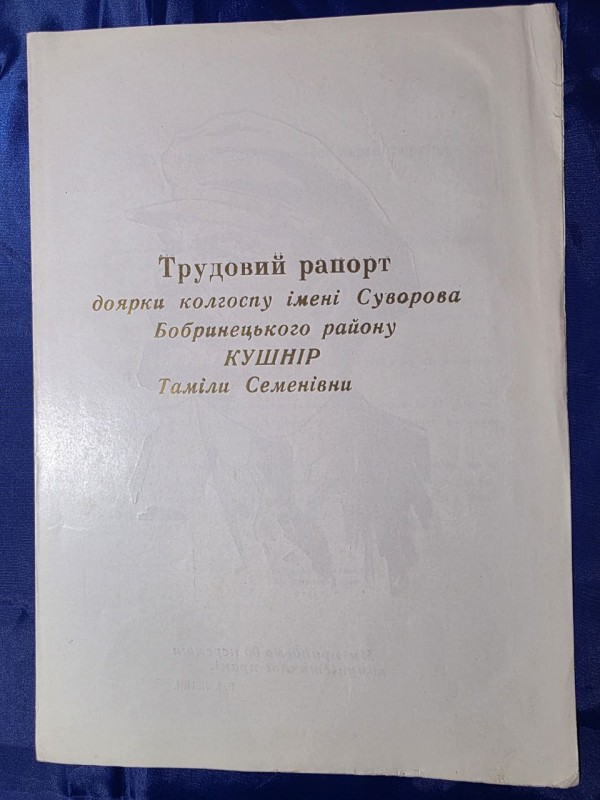 Трудовий рапорт
доярки колгоспу імені Суворова
Бобринецького району
КУШНІР
Таміли Семенівни